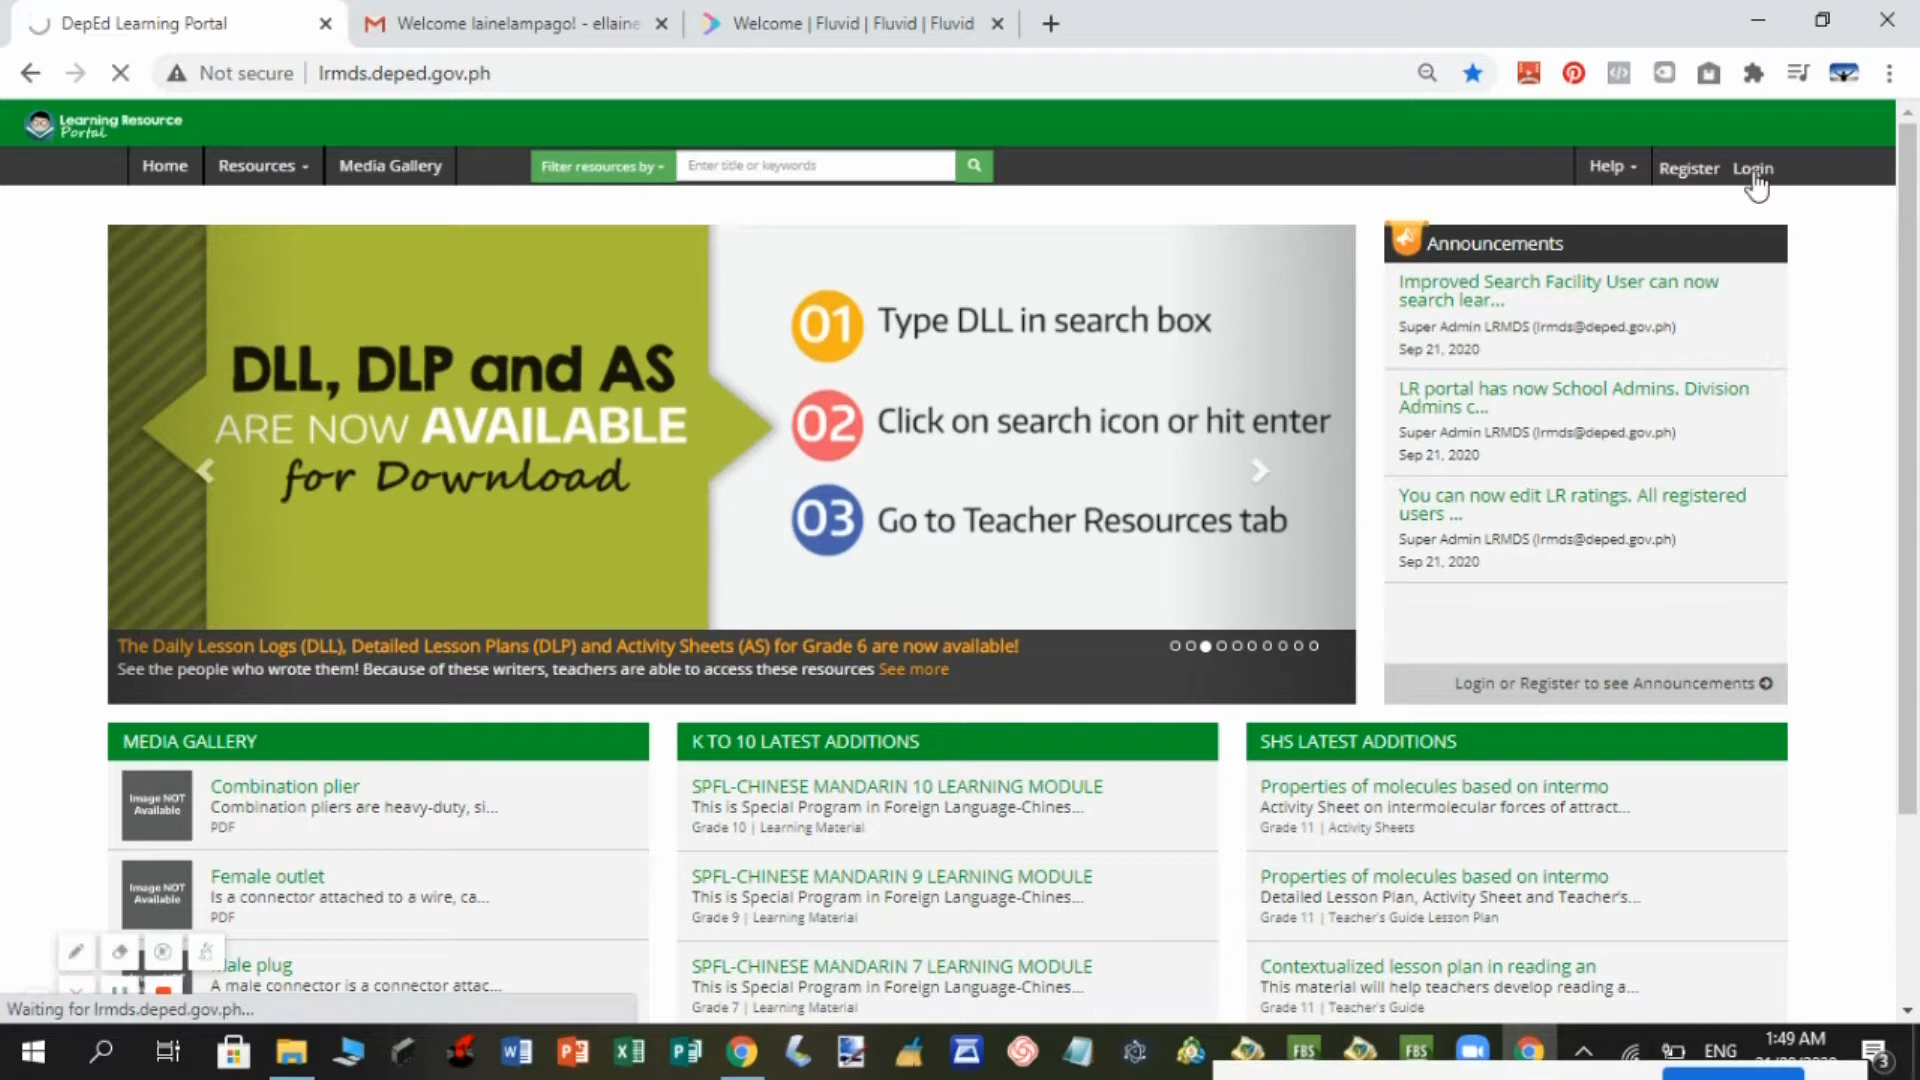 DepEd Learning Portal
Welcome lainelampago! - ellaine
Welcome | Fluvid | Fluvid | Fluvid
Not secure
lrmds.deped.gov.ph
Learning Resource
Portal
Home
Resources
Media Gallery
Filter resources by
Enter title or keywords
Help
Register
Login
DLL, DLP and AS
ARE NOW AVAILABLE
for Download
01 Type DLL in search box
02 Click on search icon or hit enter
03 Go to Teacher Resources tab
The Daily Lesson Logs (DLL), Detailed Lesson Plans (DLP) and Activity Sheets (AS) for Grade 6 are now available!
See the people who wrote them! Because of these writers, teachers are able to access these resources See more
Announcements
Improved Search Facility User can now
search lear...
Super Admin LRMDS (lrmds@deped.gov.ph)
Sep 21, 2020
LR portal has now School Admins. Division
Admins c...
Super Admin LRMDS (lrmds@deped.gov.ph)
Sep 21, 2020
You can now edit LR ratings. All registered
users ...
Super Admin LRMDS (lrmds@deped.gov.ph)
Sep 21, 2020
Login or Register to see Announcements
MEDIA GALLERY
Image NOT
Available
Combination plier
Combination pliers are heavy-duty, si...
PDF
Image NOT
Available
Female outlet
Is a connector attached to a wire, ca...
PDF
ale plug
A male connector is a connector attac...
K TO 10 LATEST ADDITIONS
SPFL-CHINESE MANDARIN 10 LEARNING MODULE
This is Special Program in Foreign Language-Chines...
Grade 10 | Learning Material
SPFL-CHINESE MANDARIN 9 LEARNING MODULE
This is Special Program in Foreign Language-Chines...
Grade 9 | Learning Material
SPFL-CHINESE MANDARIN 7 LEARNING MODULE
This is Special Program in Foreign Language-Chines...
Grade 7 | Learning Material
SHS LATEST ADDITIONS
Properties of molecules based on intermo
Activity Sheet on intermolecular forces of attract...
Grade 11 | Activity Sheets
Properties of molecules based on intermo
Detailed Lesson Plan, Activity Sheet and Teacher's...
Grade 11 | Teacher's Guide Lesson Plan
Contextualized lesson plan in reading an
This material will help teachers develop reading a...
Grade 11 | Teacher's Guide
Waiting for lrmds.deped.gov.ph...
FBS
FBS
ENG
1:49 AM
3